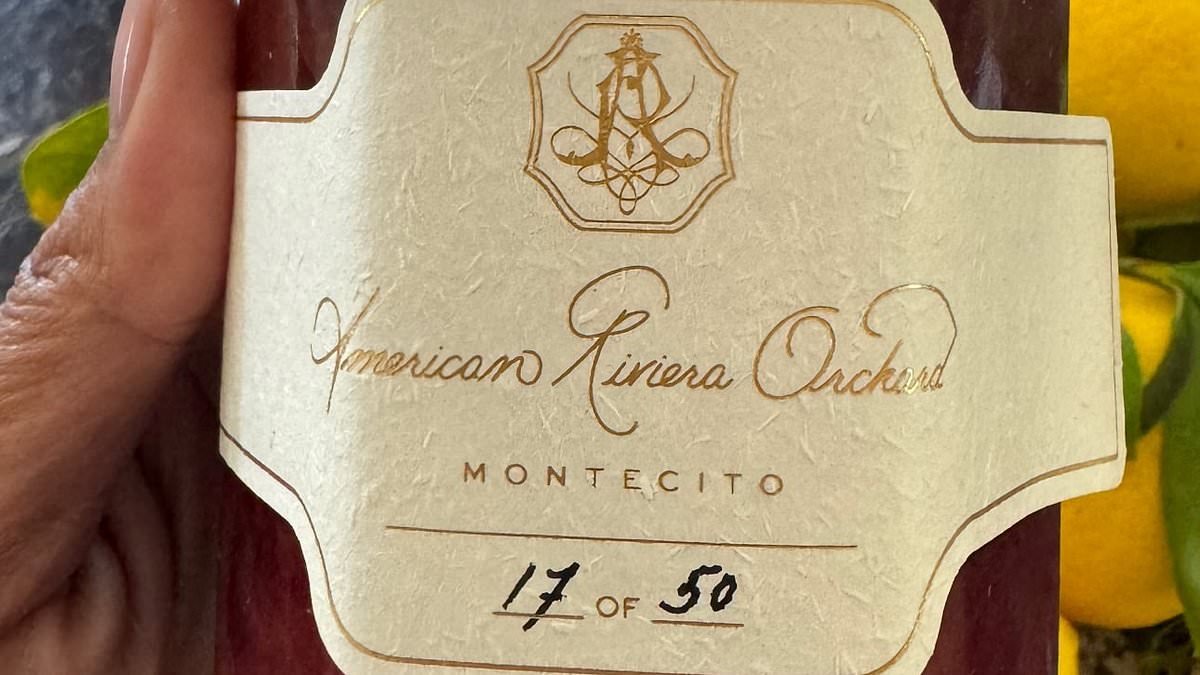 American Riviera Orchard
MONTECITO
17 OF 50